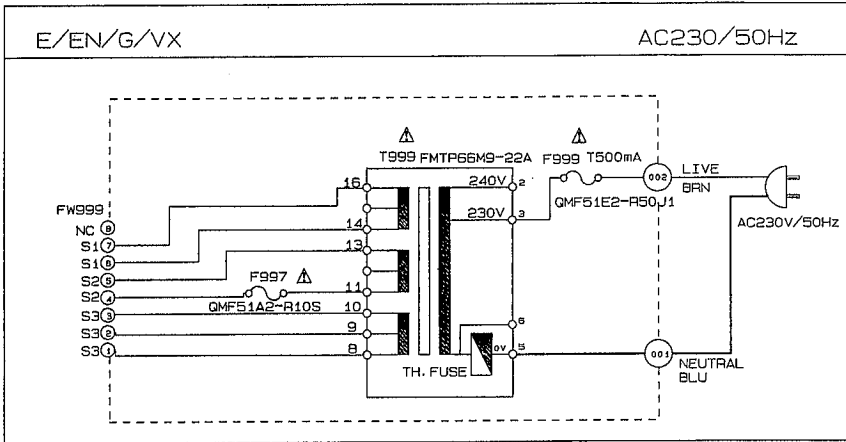 E/EN/G/VX
AC230/50Hz
T999 FMTP66M9-22A
F999 T500mA
16
240V 2
002
LIVE
BRN
FW999
230V 3
QMF51E2-R50J1
NC 8
14
AC230V/50Hz
S1 7
13
S1 6
F997
S2 5
11
S2 4
QMF51A2-R10S
10
S3 3
9
6
S3 2
8
0V 5
001
S3 1
TH. FUSE
NEUTRAL
BLU